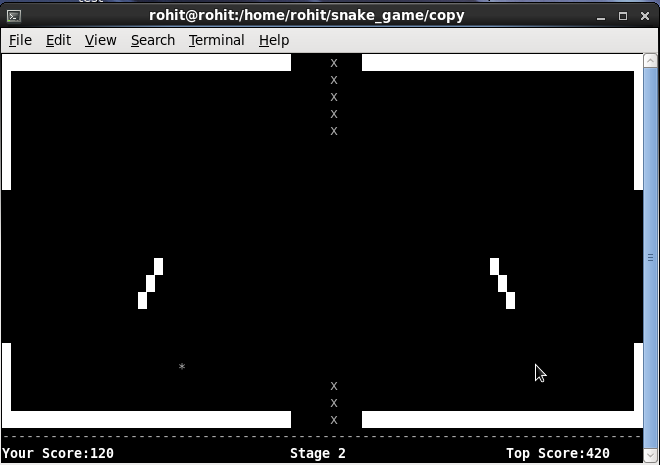 rohit@rohit:/home/rohit/snake_game/copy
File Edit View Search Terminal Help
x
x
x
x
x
*
x
x
x
--------------------------------------------------------------------------------
Your Score:120 Stage 2 Top Score:420